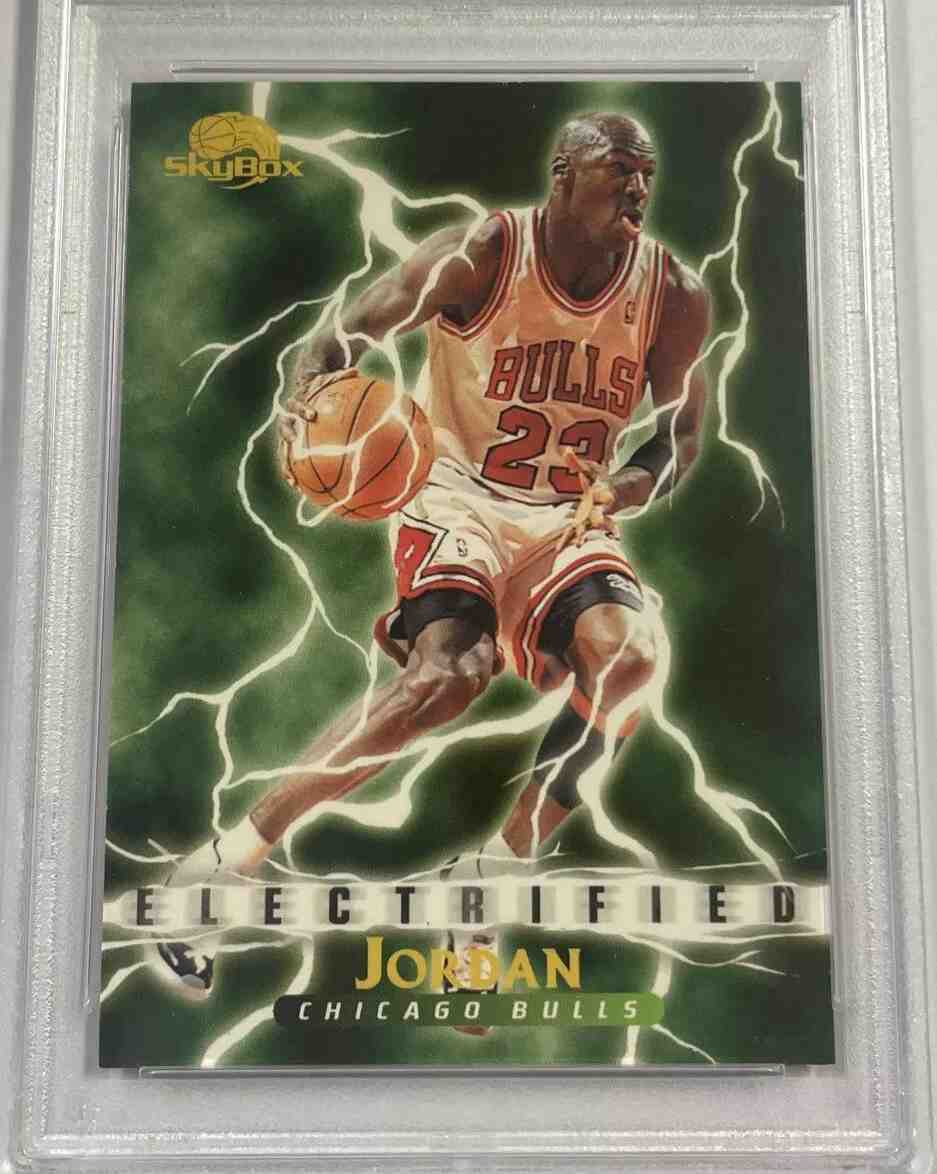 SkyBox
BULLS
23
ELECTRIFIED
JORDAN
CHICAGO BULLS